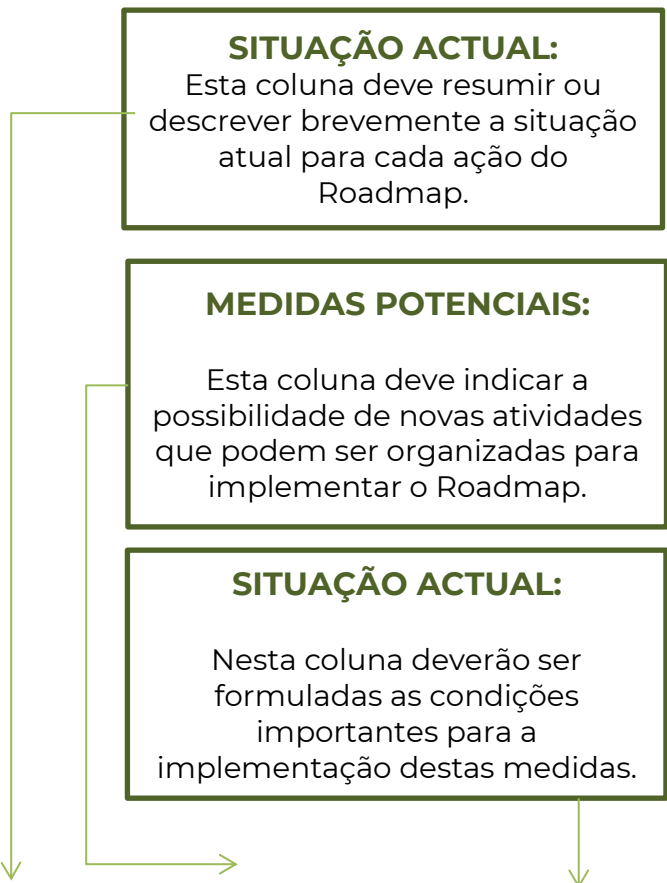 SITUAÇÃO ACTUAL:
Esta coluna deve resumir ou
descrever brevemente a situação
atual para cada ação do
Roadmap.
MEDIDAS POTENCIAIS:
Esta coluna deve indicar a
possibilidade de novas atividades
que podem ser organizadas para
implementar o Roadmap.
SITUAÇÃO ACTUAL:
Nesta coluna deverão ser
formuladas as condições
importantes para a
implementação destas medidas.